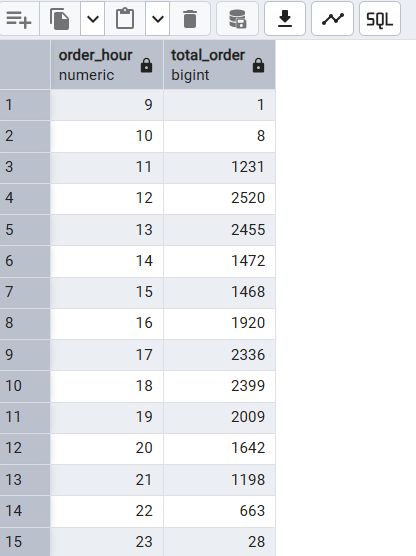 SQL
order_hour total_order
numeric bigint
1 9 1
2 10 8
3 11 1231
4 12 2520
5 13 2455
6 14 1472
7 15 1468
8 16 1920
9 17 2336
10 18 2399
11 19 2009
12 20 1642
13 21 1198
14 22 663
15 23 28